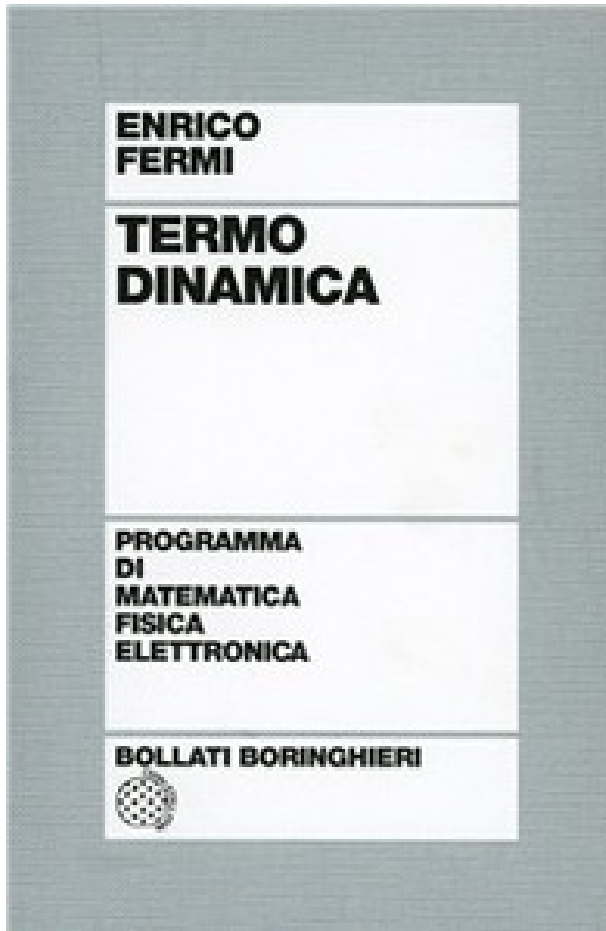 ENRICO
FERMI
TERMO
DINAMICA
PROGRAMMA
DI
MATEMATICA
FISICA
ELETTRONICA
BOLLATI BORINGHIERI